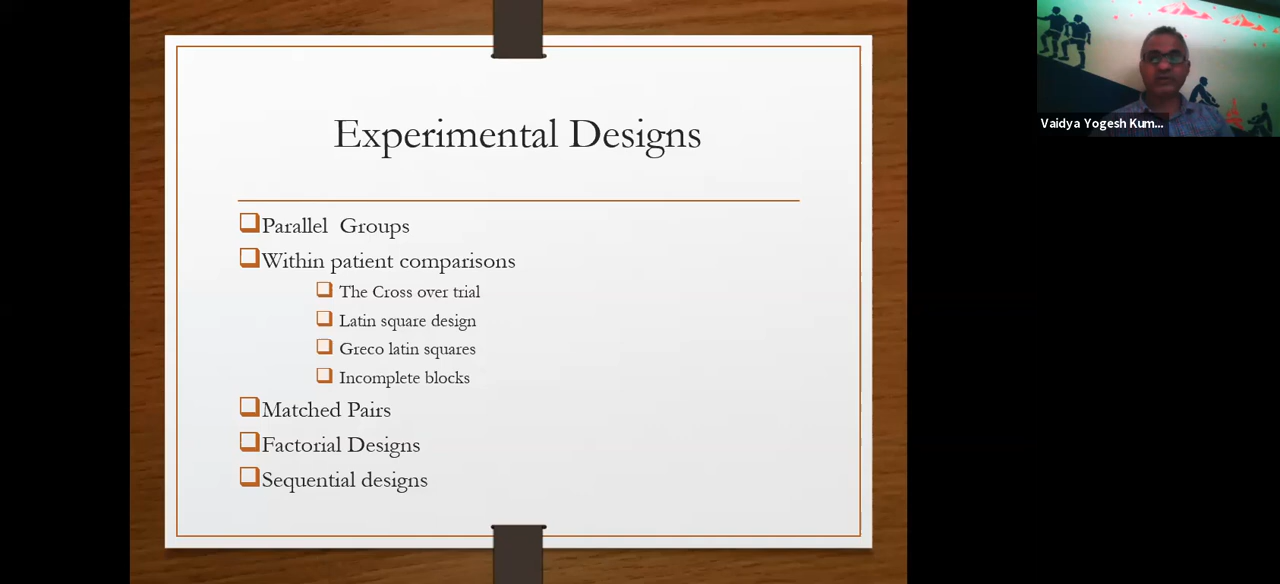 Experimental Designs
Parallel Groups
Within patient comparisons
The Cross over trial
Latin square design
Greco latin squares
Incomplete blocks
Matched Pairs
Factorial Designs
Sequential designs
Vaidya Yogesh Kum...